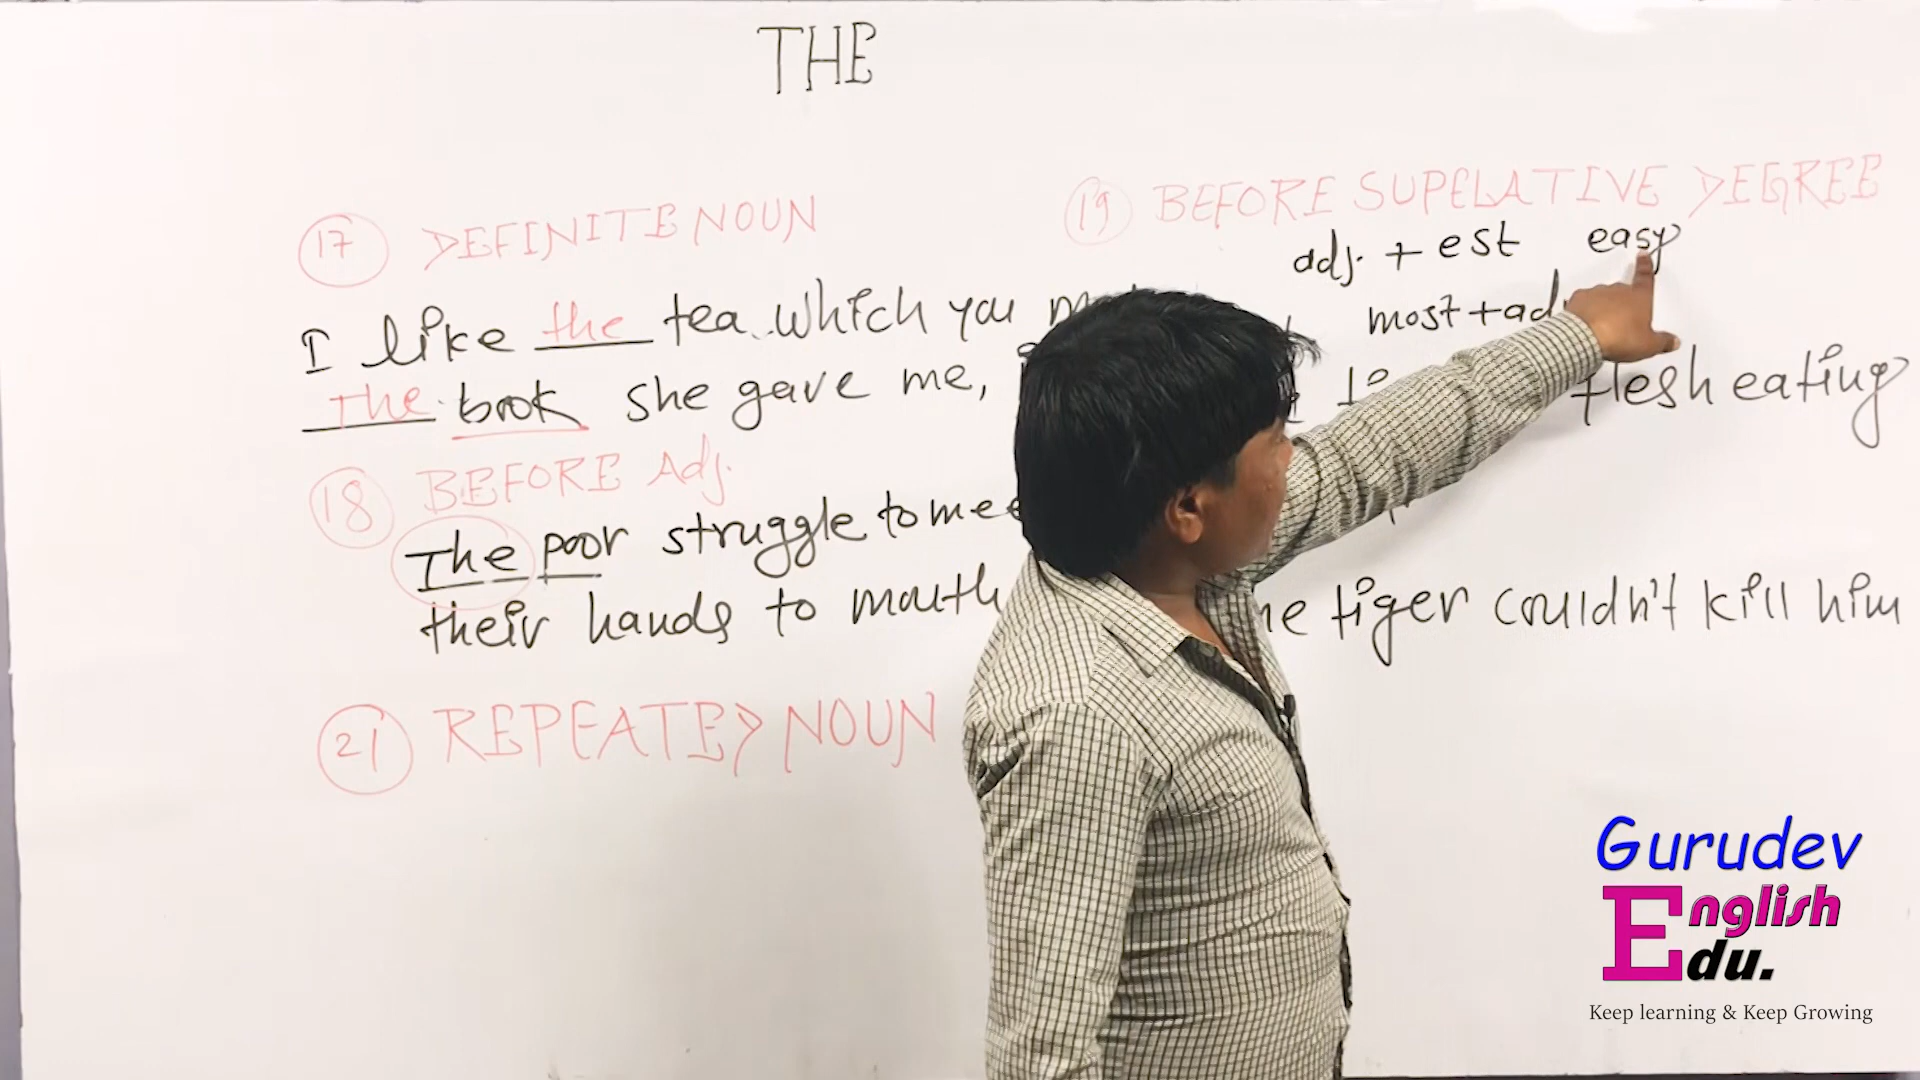 THE
17 DEFINITE NOUN
I like the tea which you
The book she gave me,
18 BEFORE Adj.
The poor struggle to
their hands to mouth
21 REPEATED NOUN
19 BEFORE SUPELATIVE DEGREE
adj. + est easy
most + ad
flesh eating
tiger couldn't kill him
Gurudev
English
Edu.
Keep learning & Keep Growing